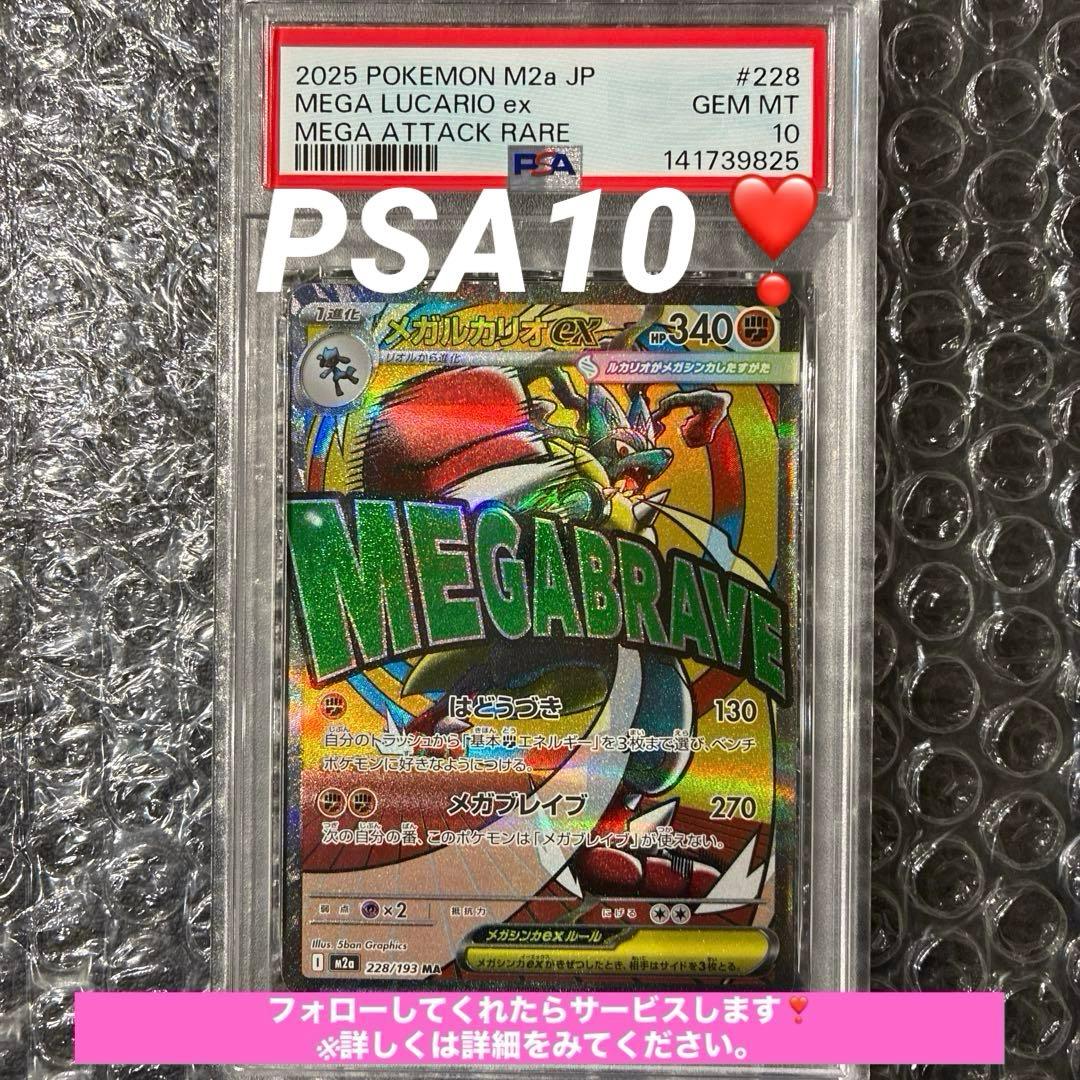 2025 POKEMON M2a JP #228
MEGA LUCARIO ex GEM MT
MEGA ATTACK RARE 10
PSA 141739825
PSA10❣️
1進化
メガルカリオex HP340
リオルから進化
ルカリオがメガシンカしたすがた
MEGABRAVE
はどうづき 130
自分のトラッシュから「基本エネルギー」を3枚まで選び、ベンチ
ポケモンに好きなようにつける。
メガブレイブ 270
次の自分の番、このポケモンは「メガブレイブ」が使えない。
弱点 ×2 抵抗力 にげる
メガシンカexルール
Illus. 5ban Graphics
メガシンカexがきぜつしたとき、相手はサイドを3枚とる。
I m2a 228/193 MA
フォローしてくれたらサービスします❣️
※詳しくは詳細をみてください。